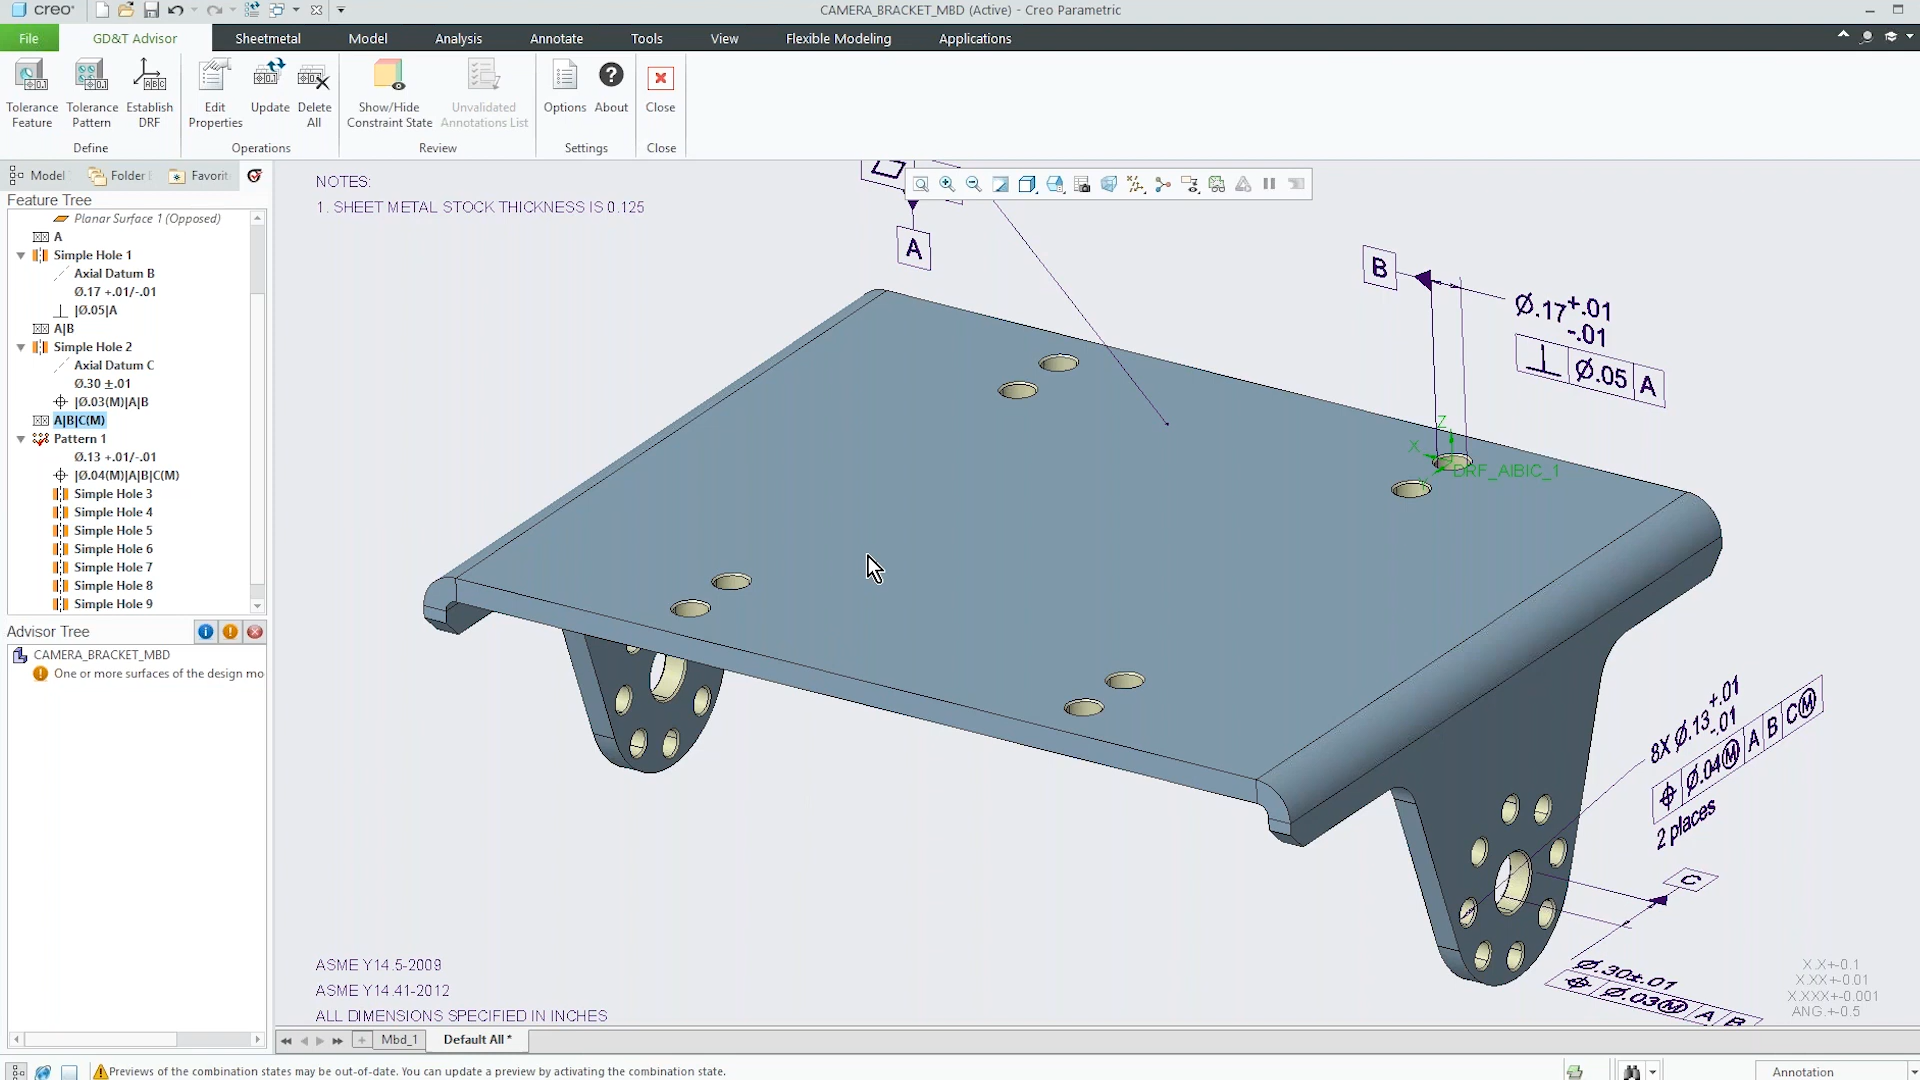 creo
CAMERA_BRACKET_MBD (Active) - Creo Parametric
File
GD&T Advisor
Sheetmetal
Model
Analysis
Annotate
Tools
View
Flexible Modeling
Applications
Tolerance Feature
Tolerance Pattern
Establish DRF
Edit Properties
Update
Delete All
Show/Hide Constraint State
Unvalidated Annotations List
Options
About
Close
Define
Operations
Review
Settings
Close
Model
Folder
Favorit
Feature Tree
Planar Surface 1 (Opposed)
A
Simple Hole 1
Axial Datum B
Ø.17 +.01/-.01
|Ø.05|A
A|B
Simple Hole 2
Axial Datum C
Ø.30 ±.01
|Ø.03(M)|A|B
A|B|C(M)
Pattern 1
Ø.13 +.01/-.01
|Ø.04(M)|A|B|C(M)
Simple Hole 3
Simple Hole 4
Simple Hole 5
Simple Hole 6
Simple Hole 7
Simple Hole 8
Simple Hole 9
Advisor Tree
CAMERA_BRACKET_MBD
One or more surfaces of the design mo
NOTES:
1. SHEET METAL STOCK THICKNESS IS 0.125
A
B
Ø.17+.01
-.01
⊥ Ø.05 A
Z
X
Y
DRF_A|B|C_1
8X Ø.13+.01
-.01
⌖ Ø.04Ⓜ A B CⓂ
2 places
C
Ø.30±.01
⌖ Ø.03Ⓜ A B
X.X+-0.1
X.XX+-0.01
X.XXX+-0.001
ANG.+-0.5
ASME Y14.5-2009
ASME Y14.41-2012
ALL DIMENSIONS SPECIFIED IN INCHES
Mbd_1
Default All *
Previews of the combination states may be out-of-date. You can update a preview by activating the combination state.
Annotation